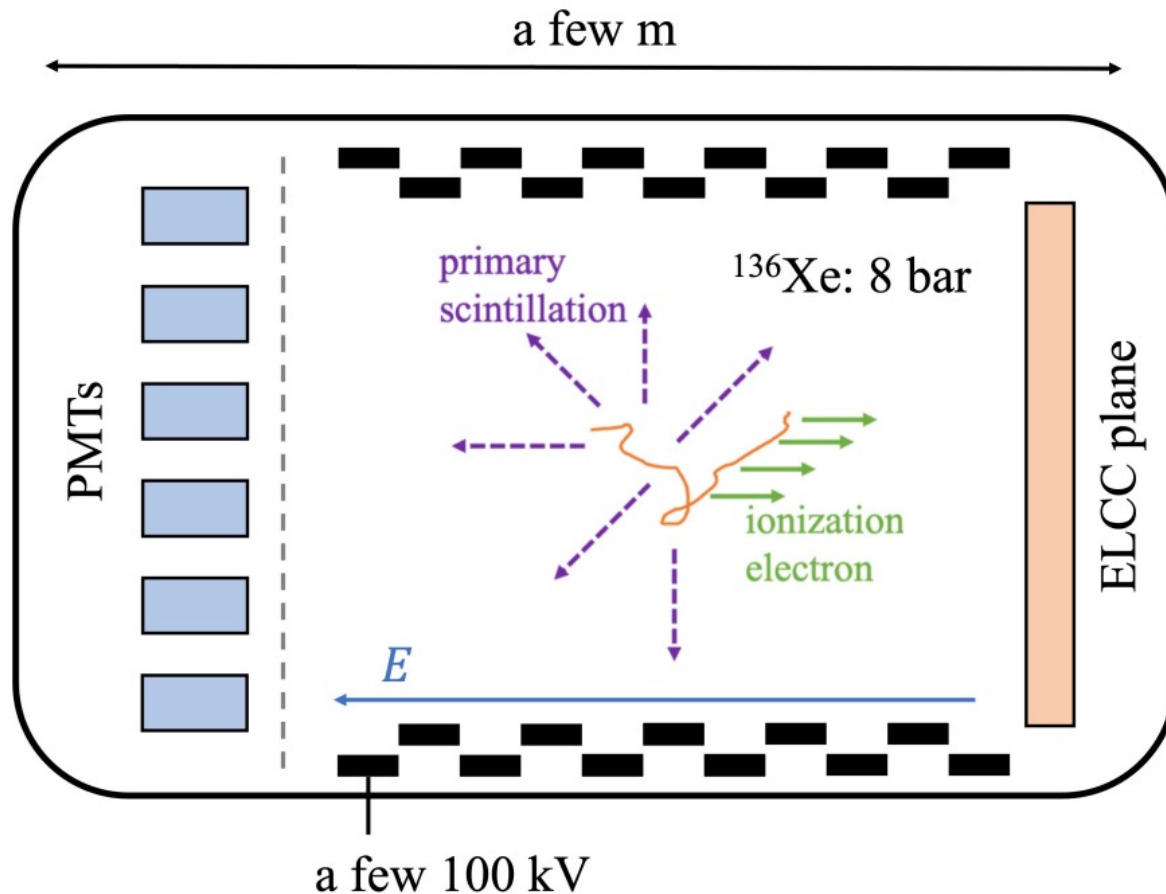 a few m
PMTs
primary
scintillation
¹³⁶Xe: 8 bar
ionization
electron
ELCC plane
E
a few 100 kV